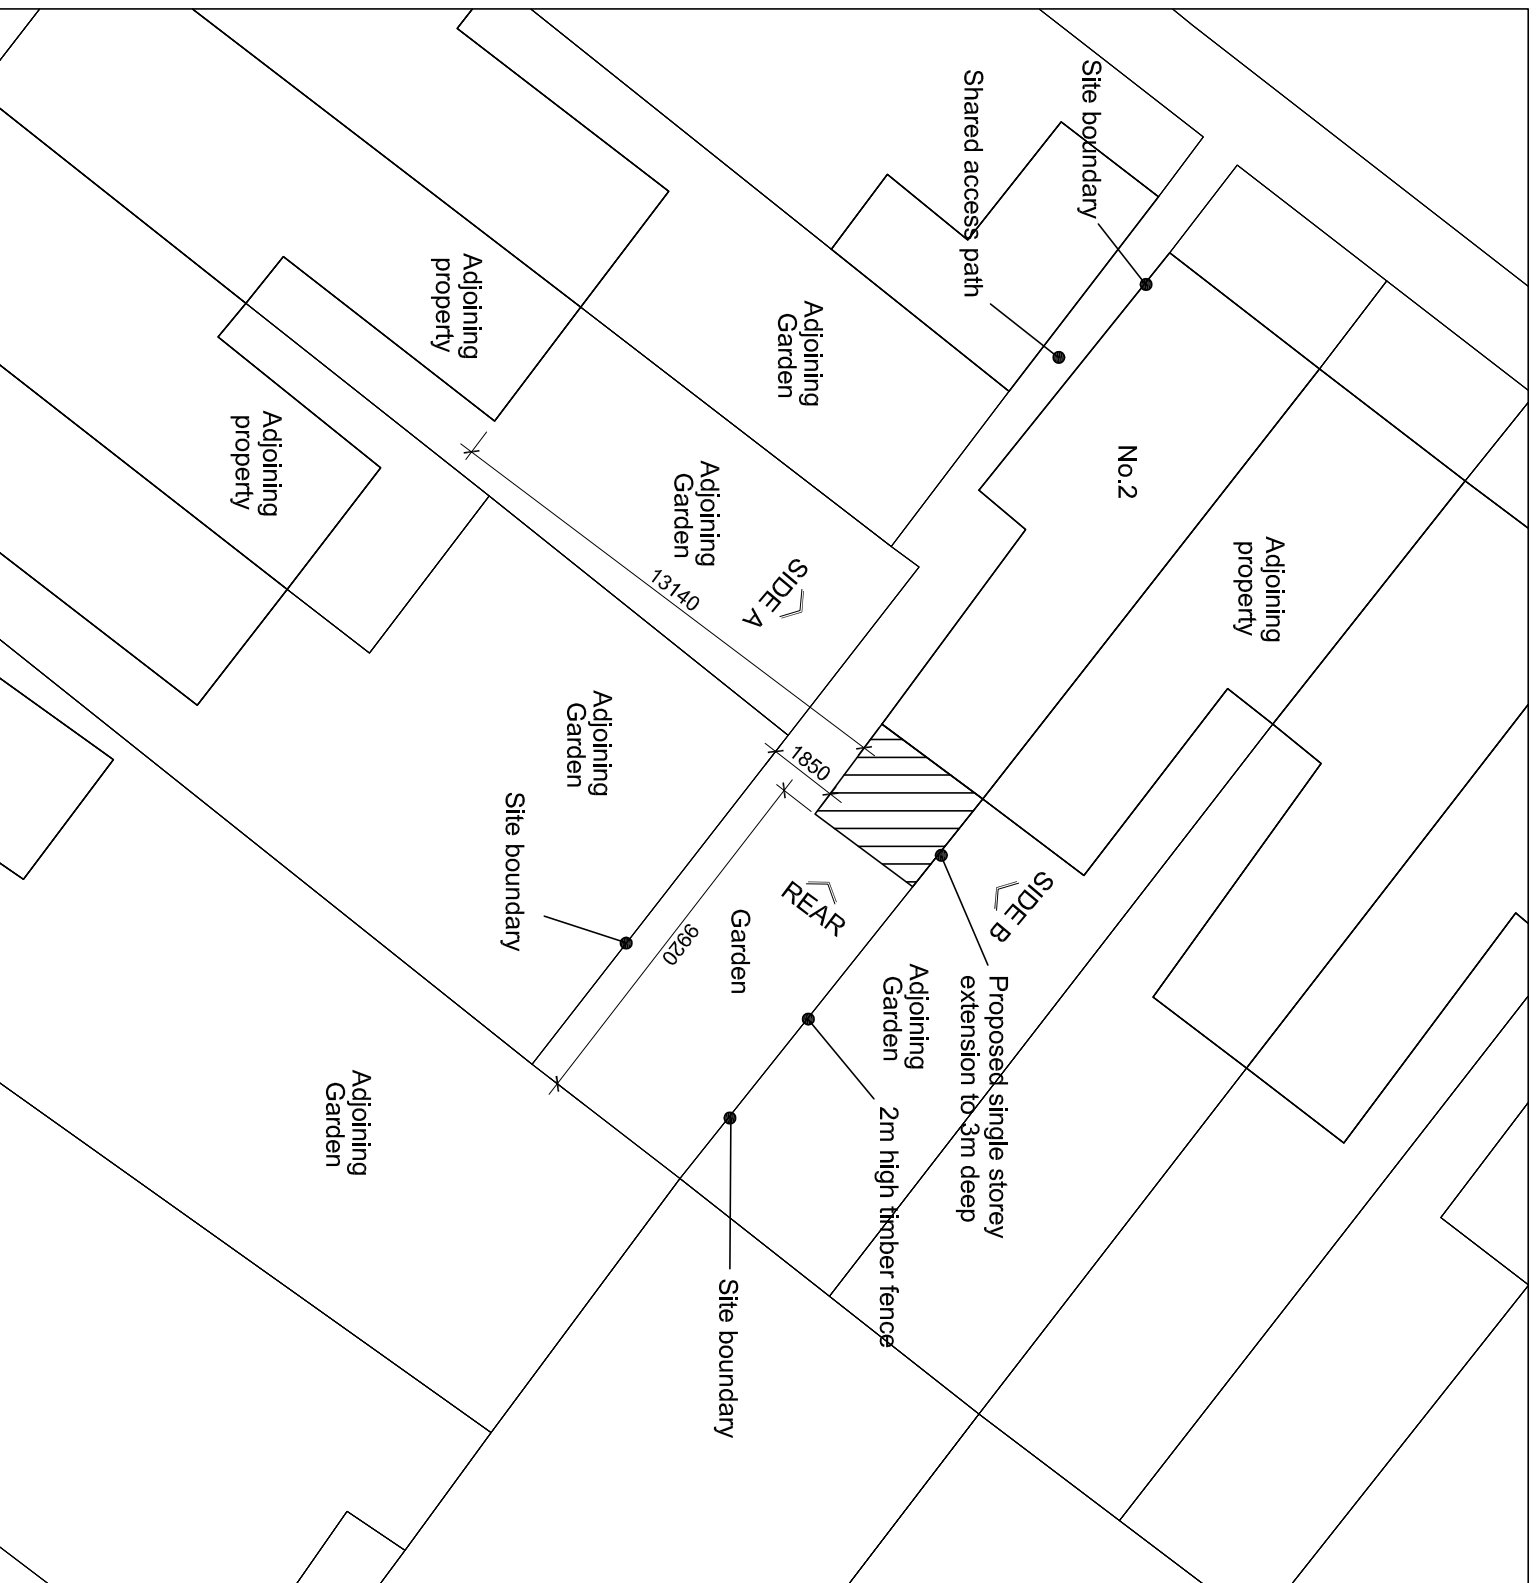 Site boundary
Shared access path
No.2
Adjoining
property
Adjoining
Garden
Adjoining
property
Adjoining
property
Adjoining
Garden
SIDE A
13140
1850
Adjoining
Garden
Site boundary
9920
Garden
REAR
SIDE B
Adjoining
Garden
Proposed single storey
extension to 3m deep
2m high timber fence
Site boundary
Adjoining
Garden